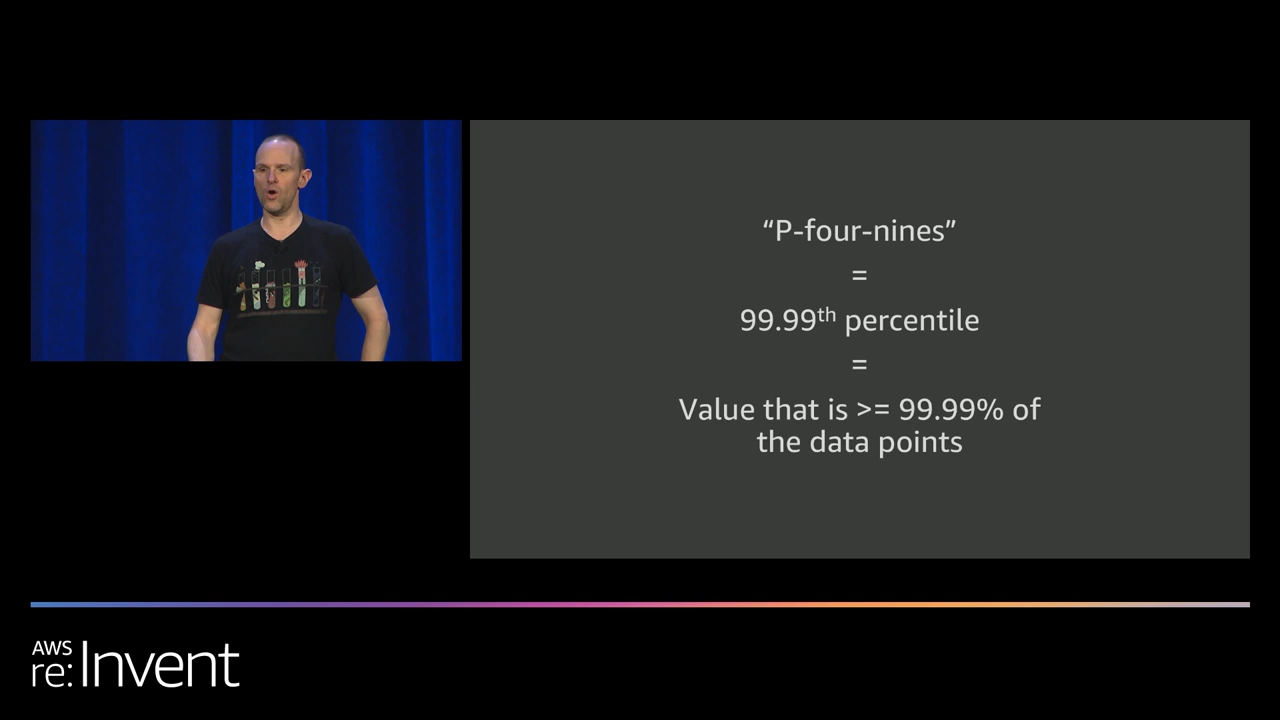 “P-four-nines”
=
99.99th percentile
=
Value that is >= 99.99% of
the data points
AWS
re:Invent